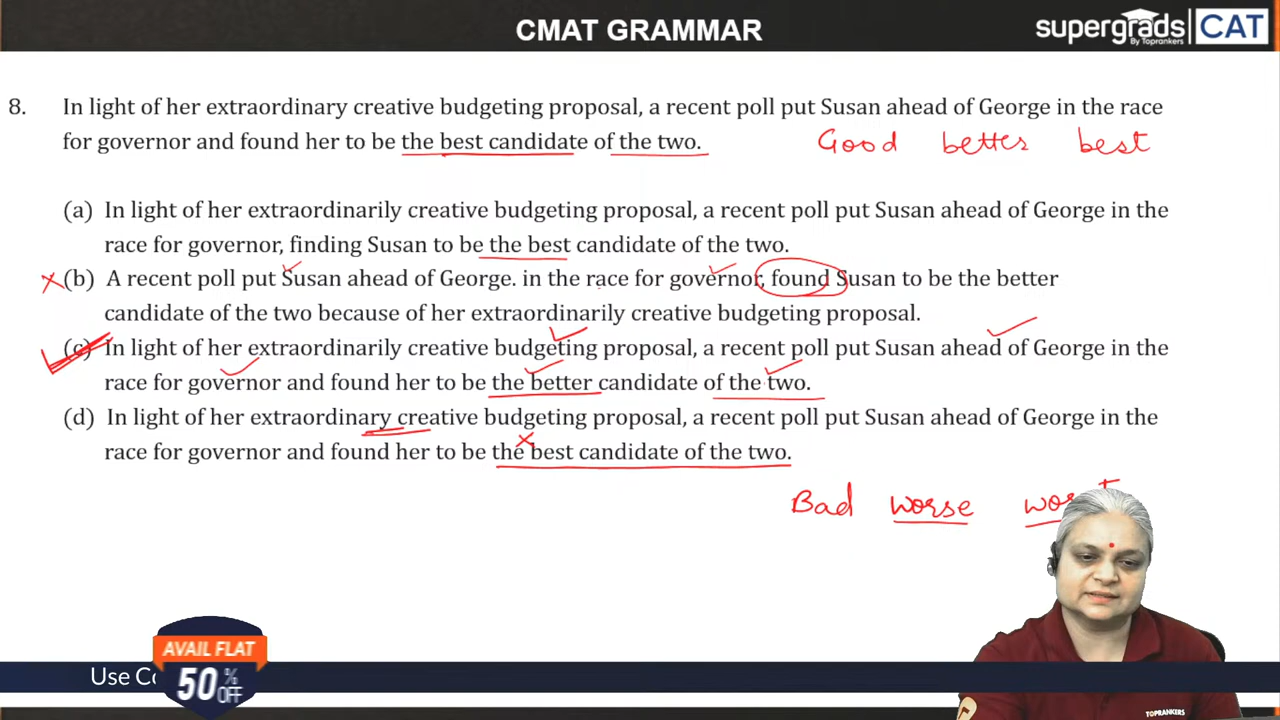 CMAT GRAMMAR
supergrads
By Toprankers
CAT
8. In light of her extraordinary creative budgeting proposal, a recent poll put Susan ahead of George in the race
for governor and found her to be the best candidate of the two.
Good better best
(a) In light of her extraordinarily creative budgeting proposal, a recent poll put Susan ahead of George in the
race for governor, finding Susan to be the best candidate of the two.
(b) A recent poll put Susan ahead of George. in the race for governor, found Susan to be the better
candidate of the two because of her extraordinarily creative budgeting proposal.
(c) In light of her extraordinarily creative budgeting proposal, a recent poll put Susan ahead of George in the
race for governor and found her to be the better candidate of the two.
(d) In light of her extraordinary creative budgeting proposal, a recent poll put Susan ahead of George in the
race for governor and found her to be the best candidate of the two.
Bad worse
AVAIL FLAT
50% OFF
Use
TOPRANKERS